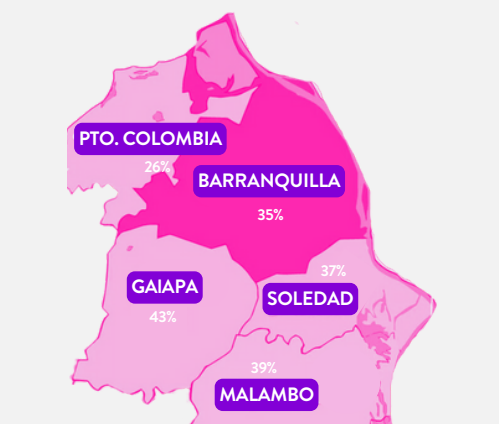 PTO. COLOMBIA
26%
BARRANQUILLA
35%
GAIAPA
43%
37%
SOLEDAD
39%
MALAMBO